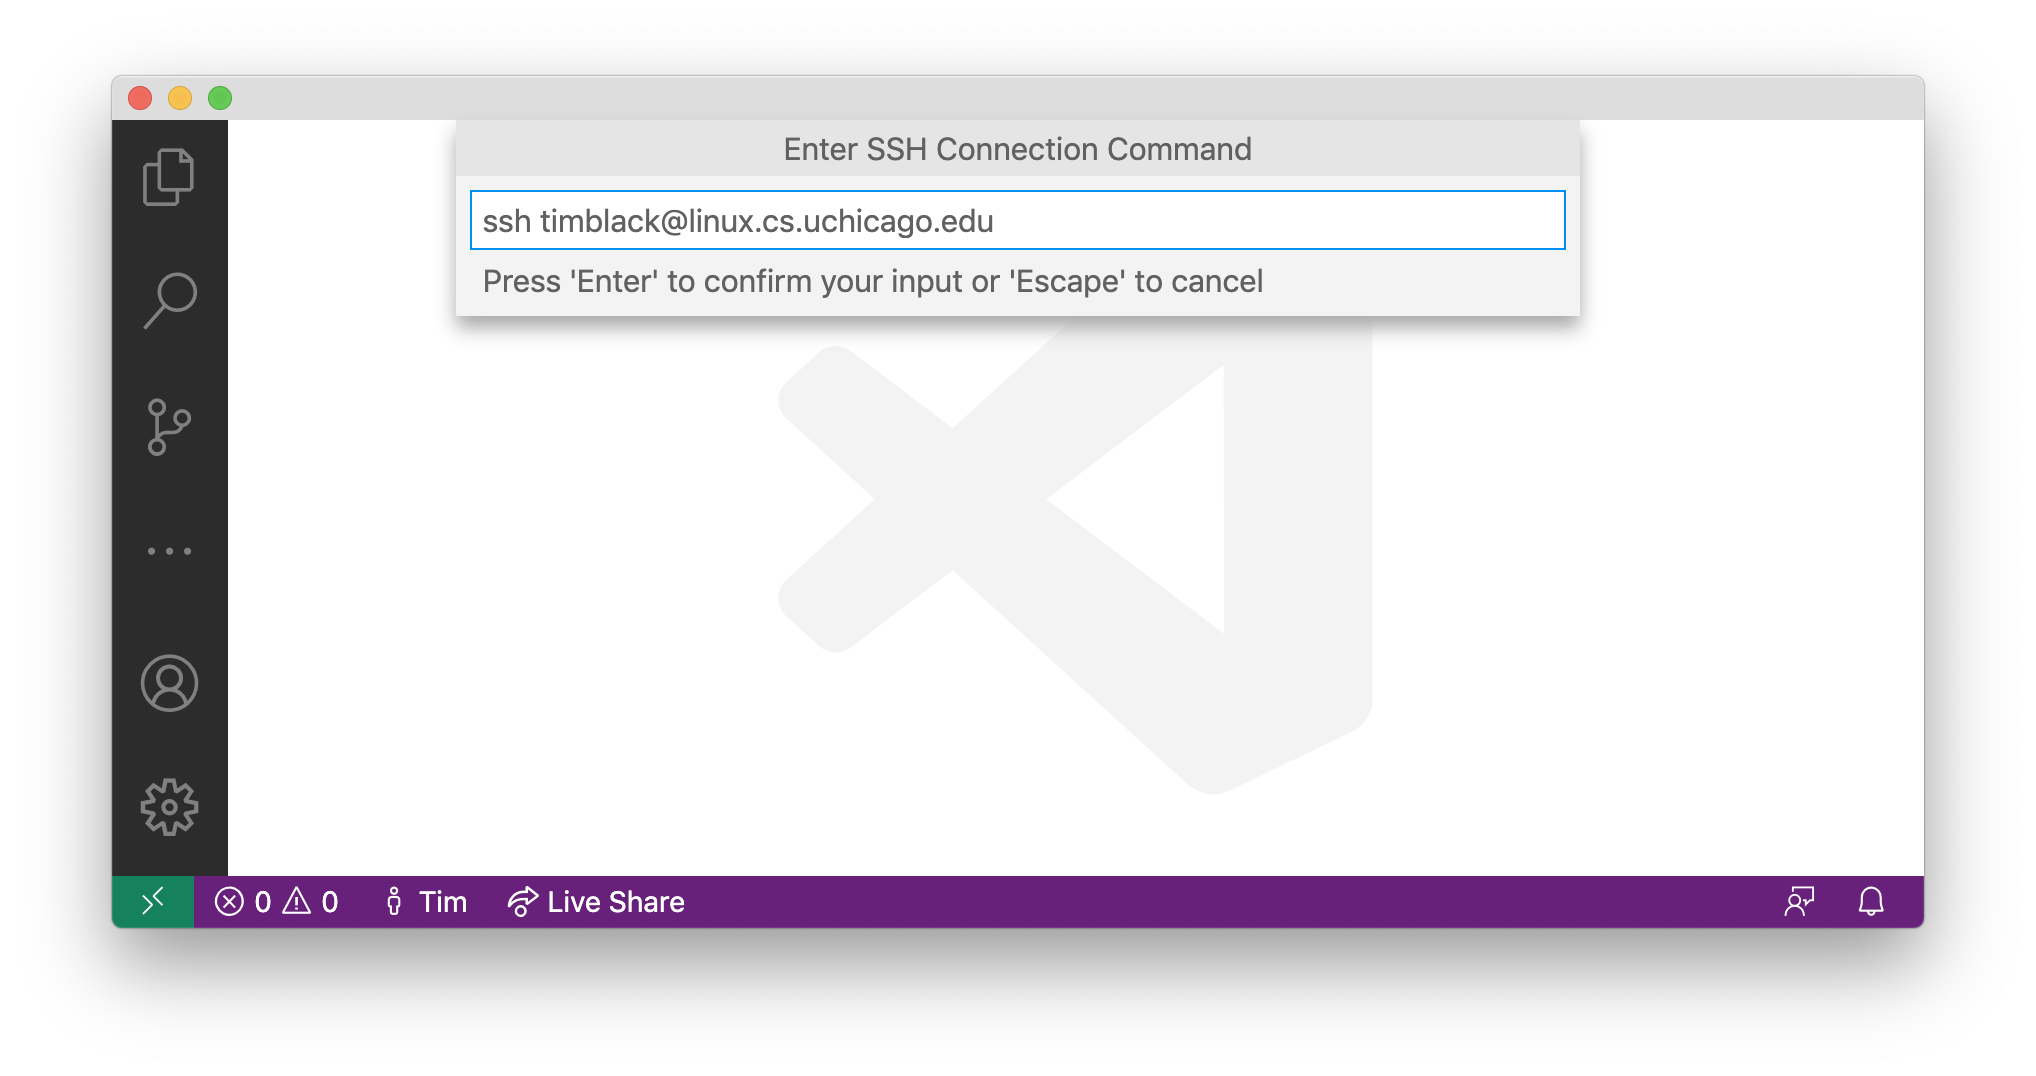 Enter SSH Connection Command
ssh timblack@linux.cs.uchicago.edu
Press 'Enter' to confirm your input or 'Escape' to cancel
0 0 Tim Live Share